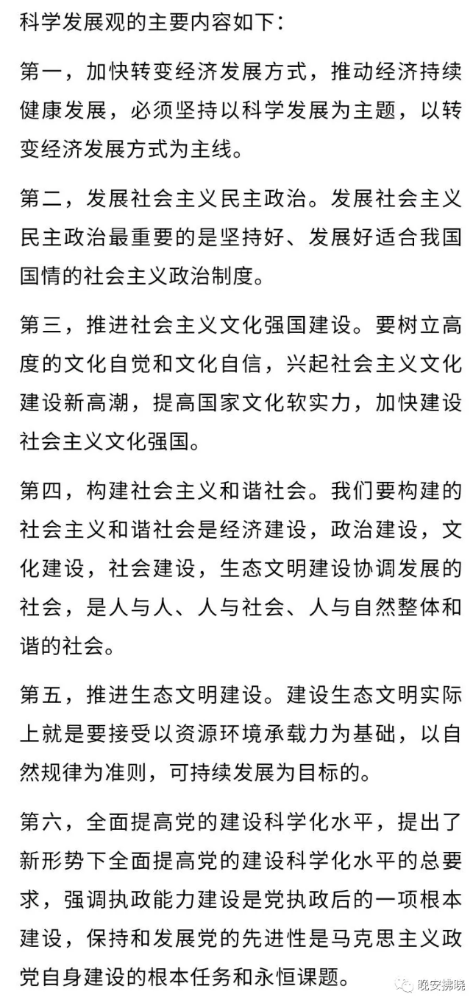 科学发展观的主要内容如下：
第一，加快转变经济发展方式，推动经济持续
健康发展，必须坚持以科学发展为主题，以转
变经济发展方式为主线。
第二，发展社会主义民主政治。发展社会主义
民主政治最重要的是坚持好、发展好适合我国
国情的社会主义政治制度。
第三，推进社会主义文化强国建设。要树立高
度的文化自觉和文化自信，兴起社会主义文化
建设新高潮，提高国家文化软实力，加快建设
社会主义文化强国。
第四，构建社会主义和谐社会。我们要构建的
社会主义和谐社会是经济建设，政治建设，文
化建设，社会建设，生态文明建设协调发展的
社会，是人与人、人与社会、人与自然整体和
谐的社会。
第五，推进生态文明建设。建设生态文明实际
上就是要接受以资源环境承载力为基础，以自
然规律为准则，可持续发展为目标的。
第六，全面提高党的建设科学化水平，提出了
新形势下全面提高党的建设科学化水平的总要
求，强调执政能力建设是党执政后的一项根本
建设，保持和发展党的先进性是马克思主义政
党自身建设的根本任务和永恒课题。
晚安拂晓